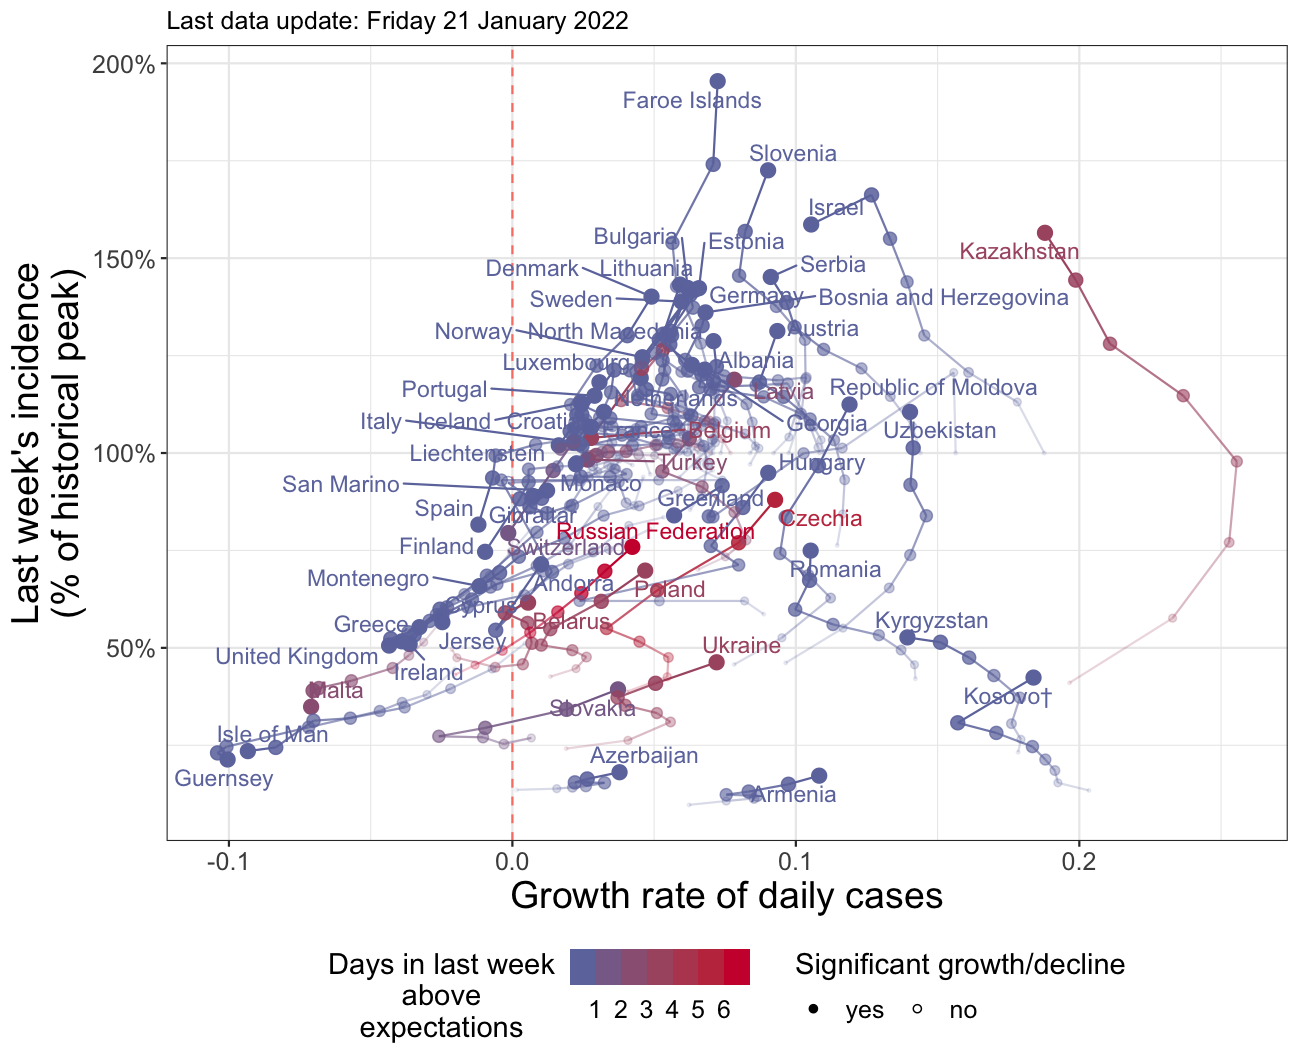 Last data update: Friday 21 January 2022
Last week's incidence
(% of historical peak)
200%
150%
100%
50%
Faroe Islands
Slovenia
Israel
Bulgaria
Estonia
Kazakhstan
Denmark
Lithuania
Serbia
Sweden
Germany
Bosnia and Herzegovina
Norway
North Macedonia
Austria
Luxembourg
Albania
Portugal
Netherlands
Latvia
Republic of Moldova
Italy
Iceland
Croatia
France
Belgium
Georgia
Uzbekistan
Liechtenstein
Turkey
Hungary
San Marino
Monaco
Greenland
Spain
Gibraltar
Czechia
Finland
Russian Federation
Switzerland
Montenegro
Andorra
Poland
Romania
Cyprus
Greece
Jersey
Belarus
Kyrgyzstan
United Kingdom
Ireland
Ukraine
Malta
Slovakia
Kosovo†
Isle of Man
Guernsey
Azerbaijan
Armenia
-0.1
0.0
0.1
0.2
Growth rate of daily cases
Days in last week
above
expectations
1 2 3 4 5 6
Significant growth/decline
yes
no